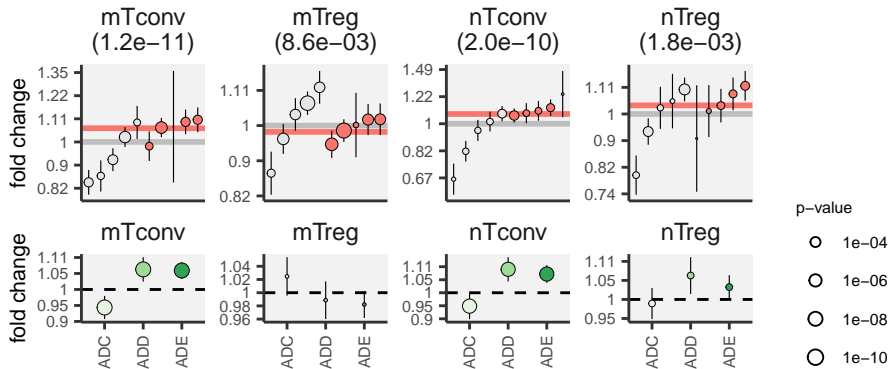 mTconv
(1.2e−11)
mTreg
(8.6e−03)
nTconv
(2.0e−10)
nTreg
(1.8e−03)
fold change
1.35
1.22
1.11
1
0.9
0.82
1.11
1
0.9
0.82
1.49
1.22
1
0.82
0.67
1.11
1
0.9
0.82
0.74
mTconv
mTreg
nTconv
nTreg
fold change
1.11
1.05
1
0.95
0.9
1.04
1.02
1
0.98
0.96
1.11
1.05
1
0.95
0.9
1.11
1.05
1
0.95
ADC
ADD
ADE
ADC
ADD
ADE
ADC
ADD
ADE
ADC
ADD
ADE
p−value
1e−04
1e−06
1e−08
1e−10